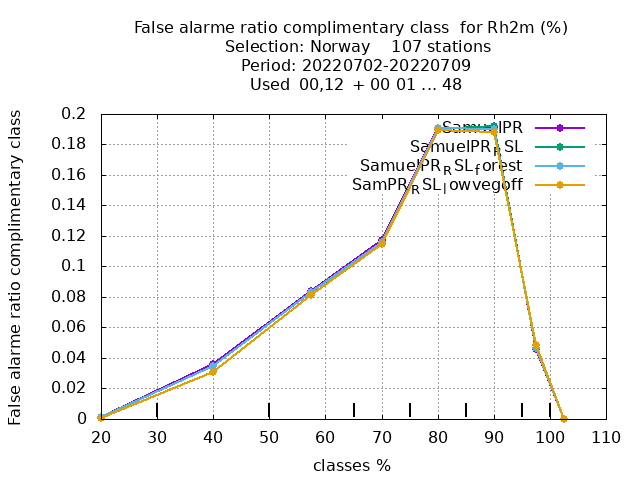 False alarme ratio complimentary class  for Rh2m (%)
Selection: Norway    107 stations
Period: 20220702-20220709
Used  00,12  + 00 01 ... 48
False alarme ratio complimentary class
0.2
0.18
0.16
0.14
0.12
0.1
0.08
0.06
0.04
0.02
0
SamuelPR
SamuelPR_RSL
SamuelPR_RSL_forest
SamPR_RSL_lowvegoff
20 30 40 50 60 70 80 90 100 110
classes %